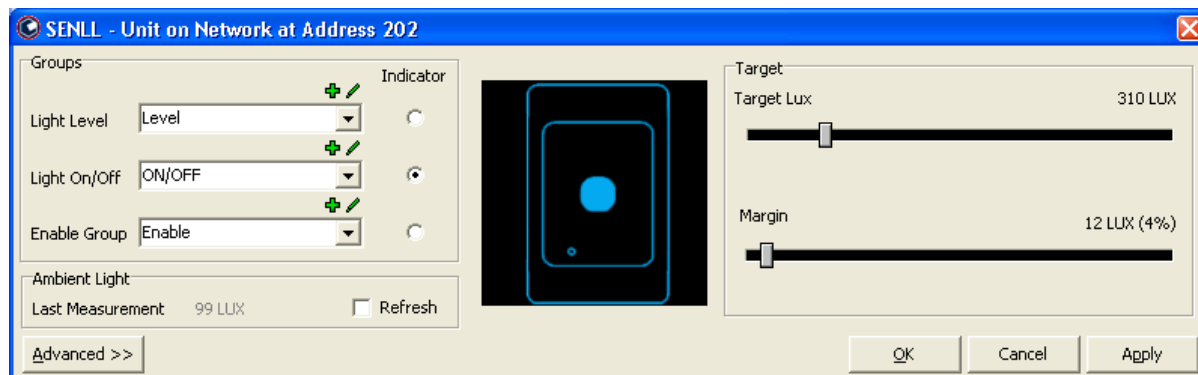 SENLL - Unit on Network at Address 202
Groups
Indicator
Light Level Level
Light On/Off ON/OFF
Enable Group Enable
Ambient Light
Last Measurement 99 LUX Refresh
Advanced >>
Target
Target Lux 310 LUX
Margin 12 LUX (4%)
OK Cancel Apply